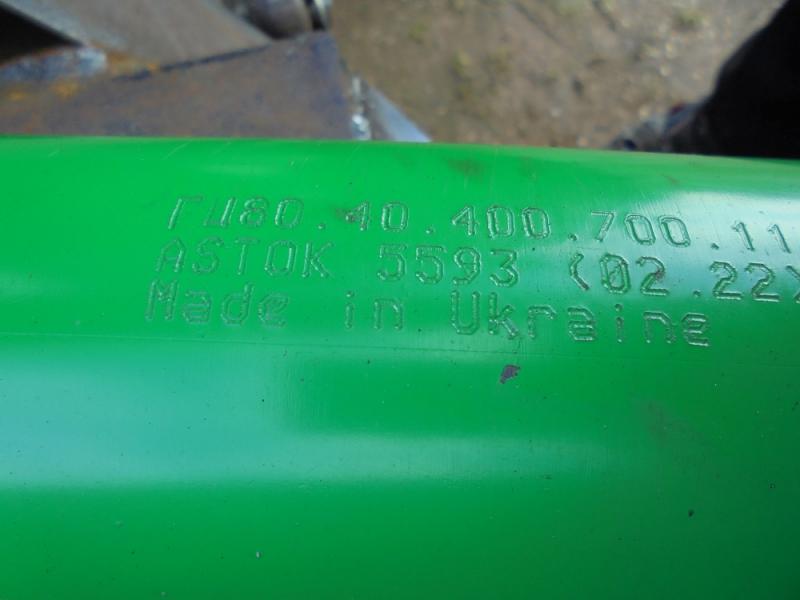 ГЦ80.40.400.700.11
ASTOK 5593 (02.22)
Made in Ukraine